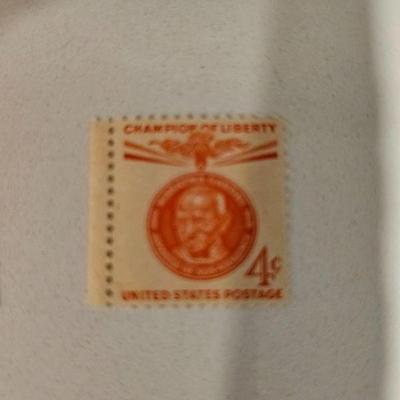 CHAMPION OF LIBERTY
4¢
UNITED STATES POSTAGE